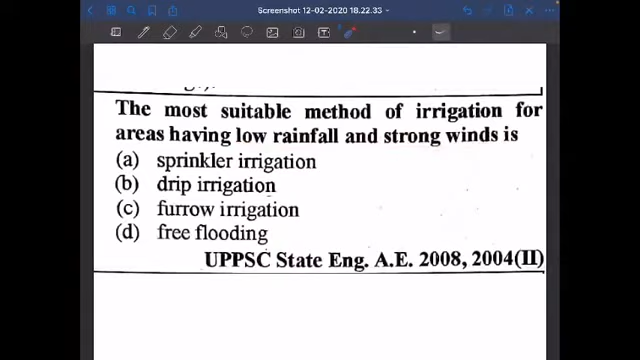 Screenshot 12-02-2020 18.22.33
The most suitable method of irrigation for
areas having low rainfall and strong winds is
(a) sprinkler irrigation
(b) drip irrigation
(c) furrow irrigation
(d) free flooding
UPPSC State Eng. A.E. 2008, 2004(II)